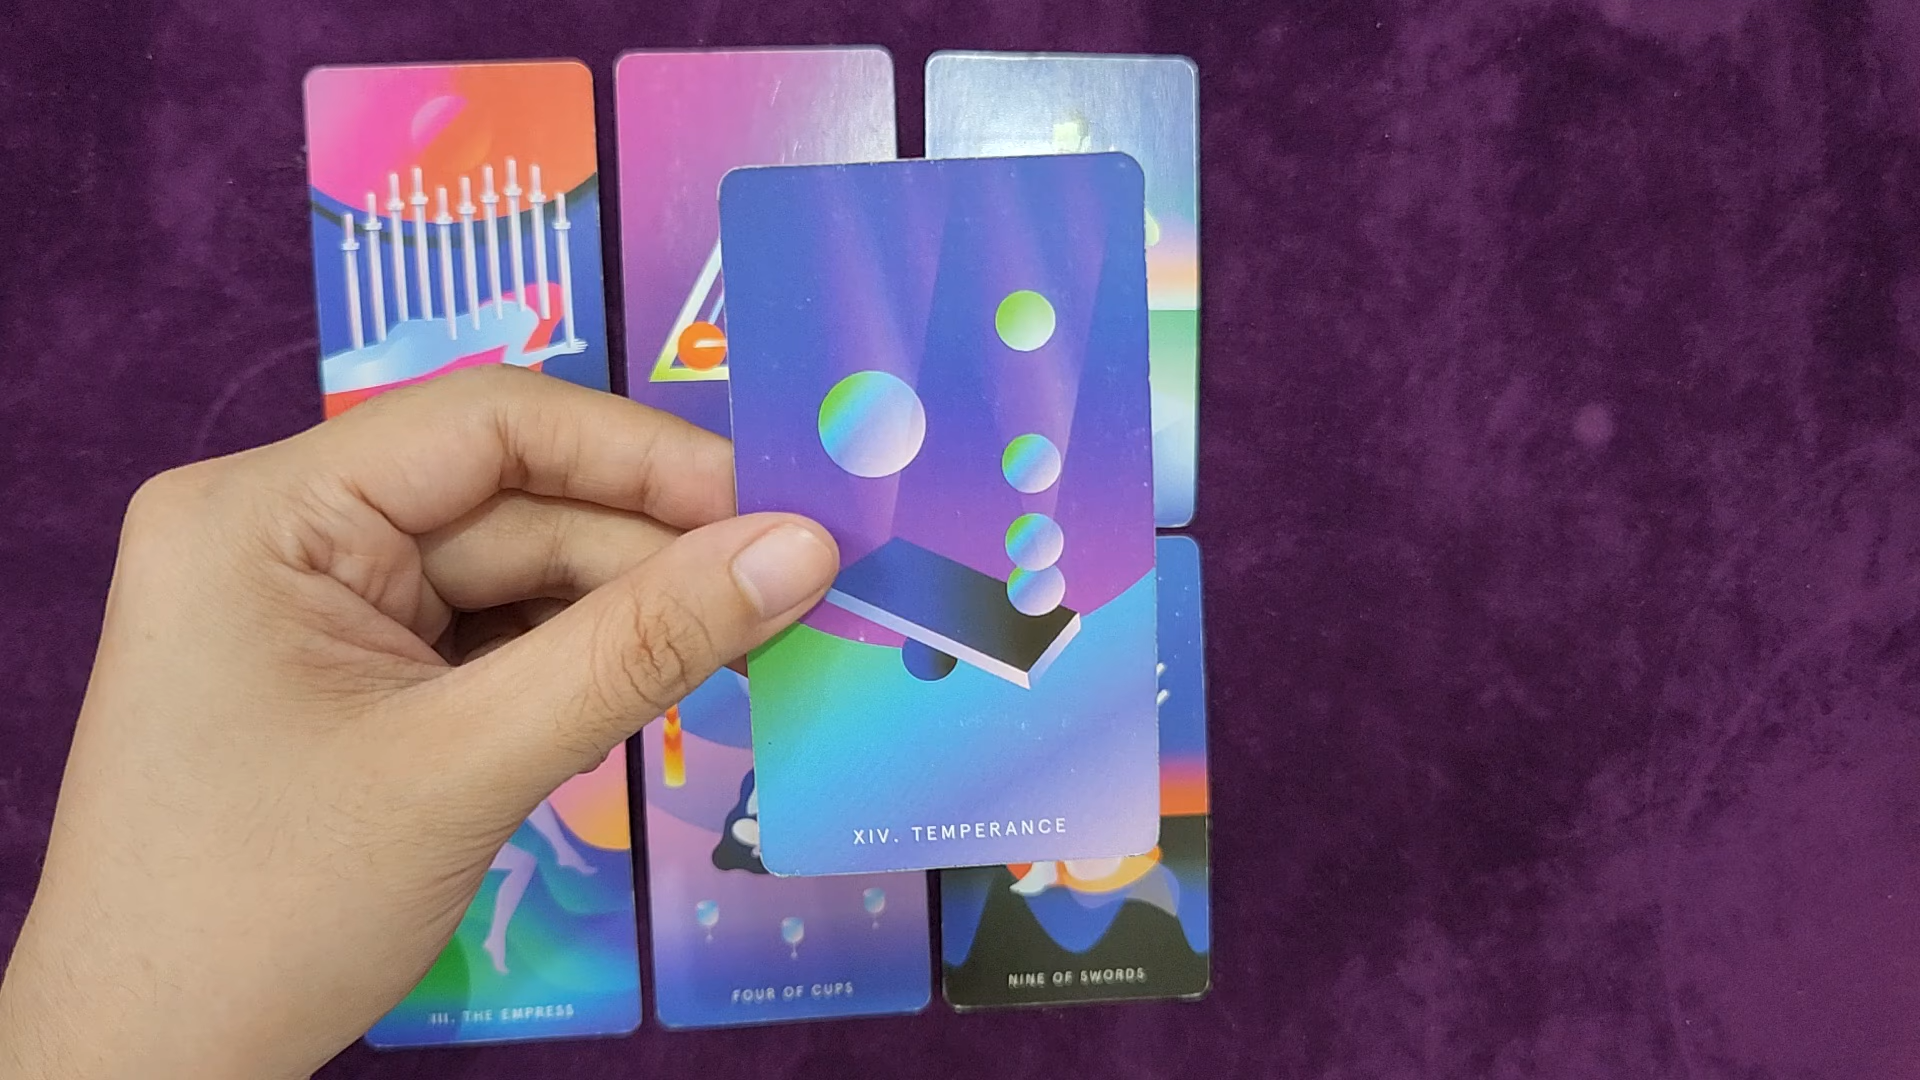 XIV. TEMPERANCE
III. THE EMPRESS
FOUR OF CUPS
NINE OF SWORDS